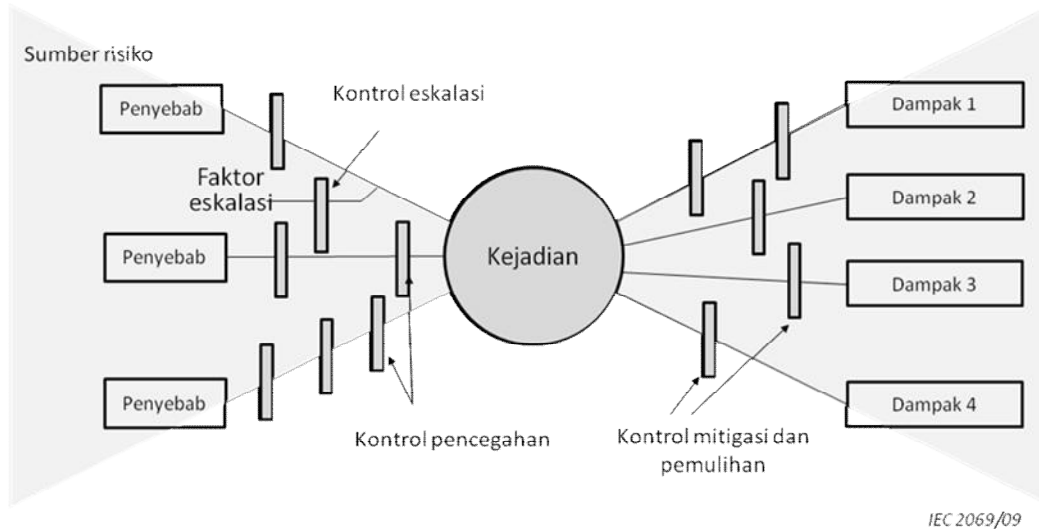 Sumber risiko
Penyebab
Kontrol eskalasi
Dampak 1
Faktor
eskalasi
Dampak 2
Penyebab
Kejadian
Dampak 3
Penyebab
Dampak 4
Kontrol pencegahan
Kontrol mitigasi dan
pemulihan
IEC 2069/09